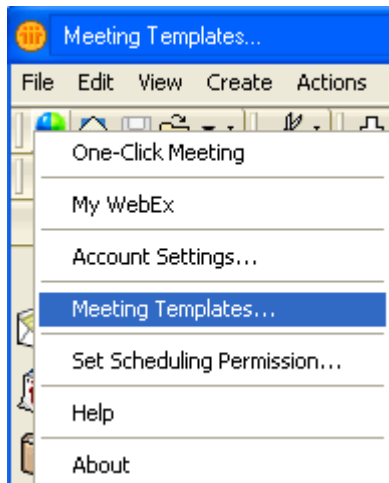 Meeting Templates...
File Edit View Create Actions
One-Click Meeting
My WebEx
Account Settings...
Meeting Templates...
Set Scheduling Permission...
Help
About